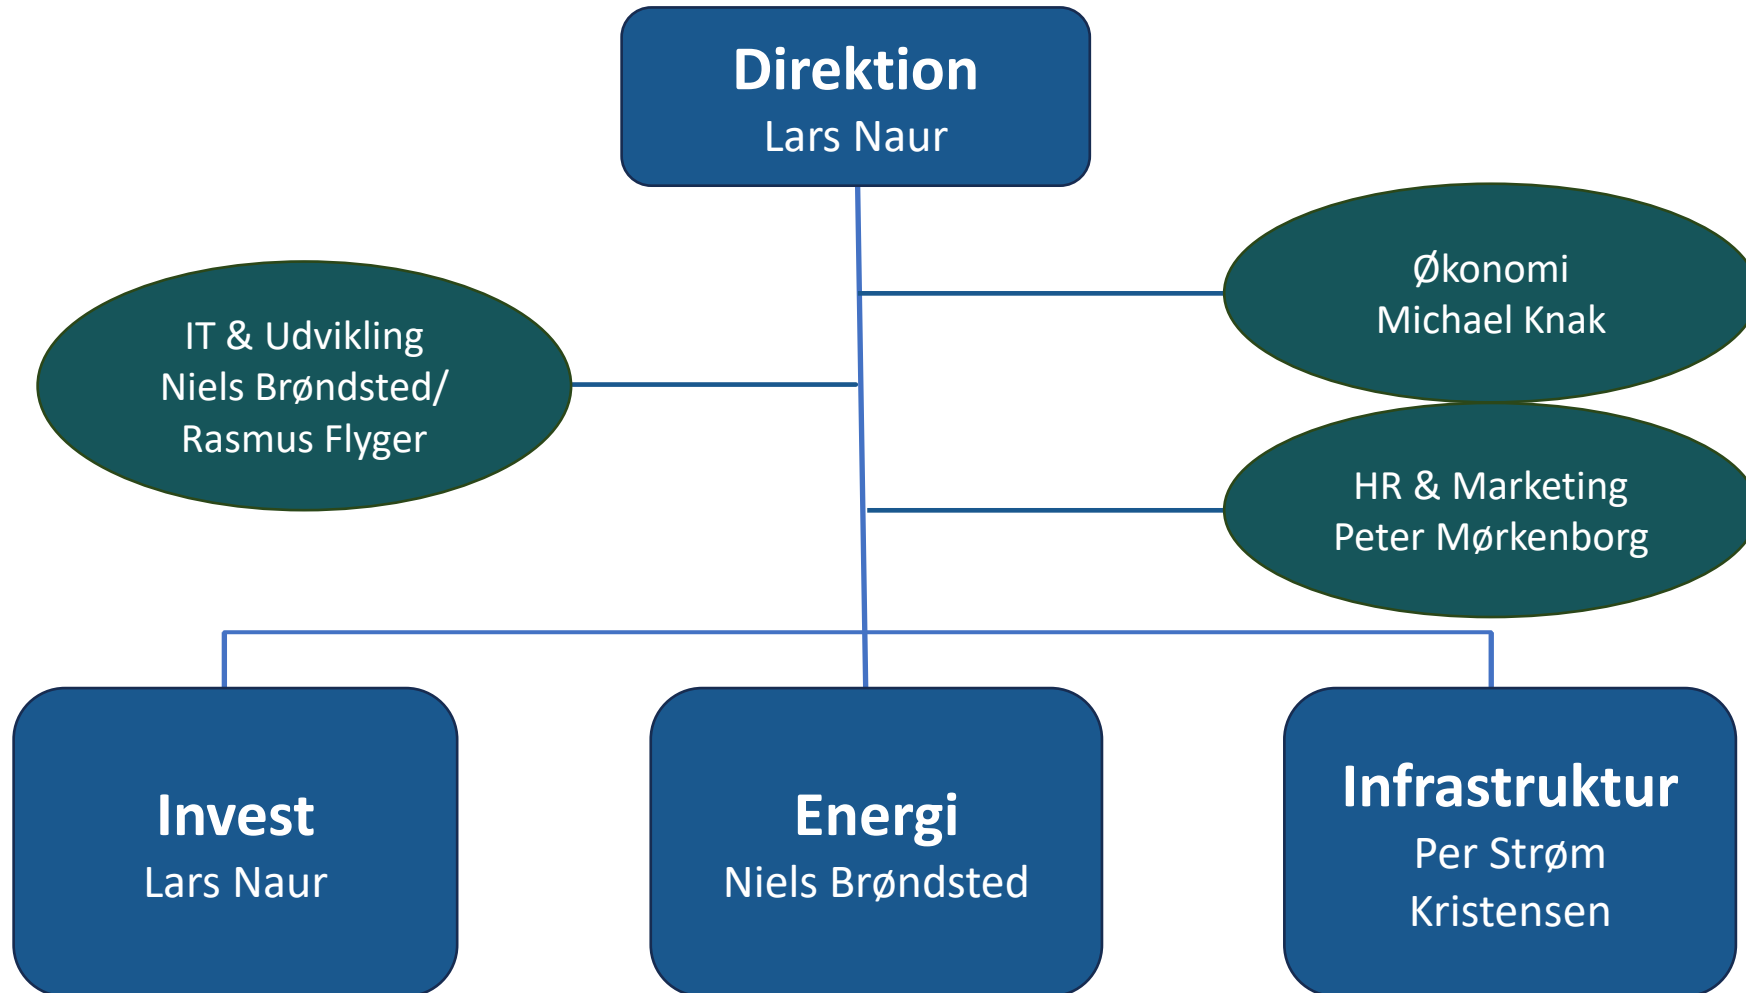 Direktion
Lars Naur
Økonomi
Michael Knak
IT & Udvikling
Niels Brøndsted/
Rasmus Flyger
HR & Marketing
Peter Mørkenborg
Invest
Lars Naur
Energi
Niels Brøndsted
Infrastruktur
Per Strøm
Kristensen